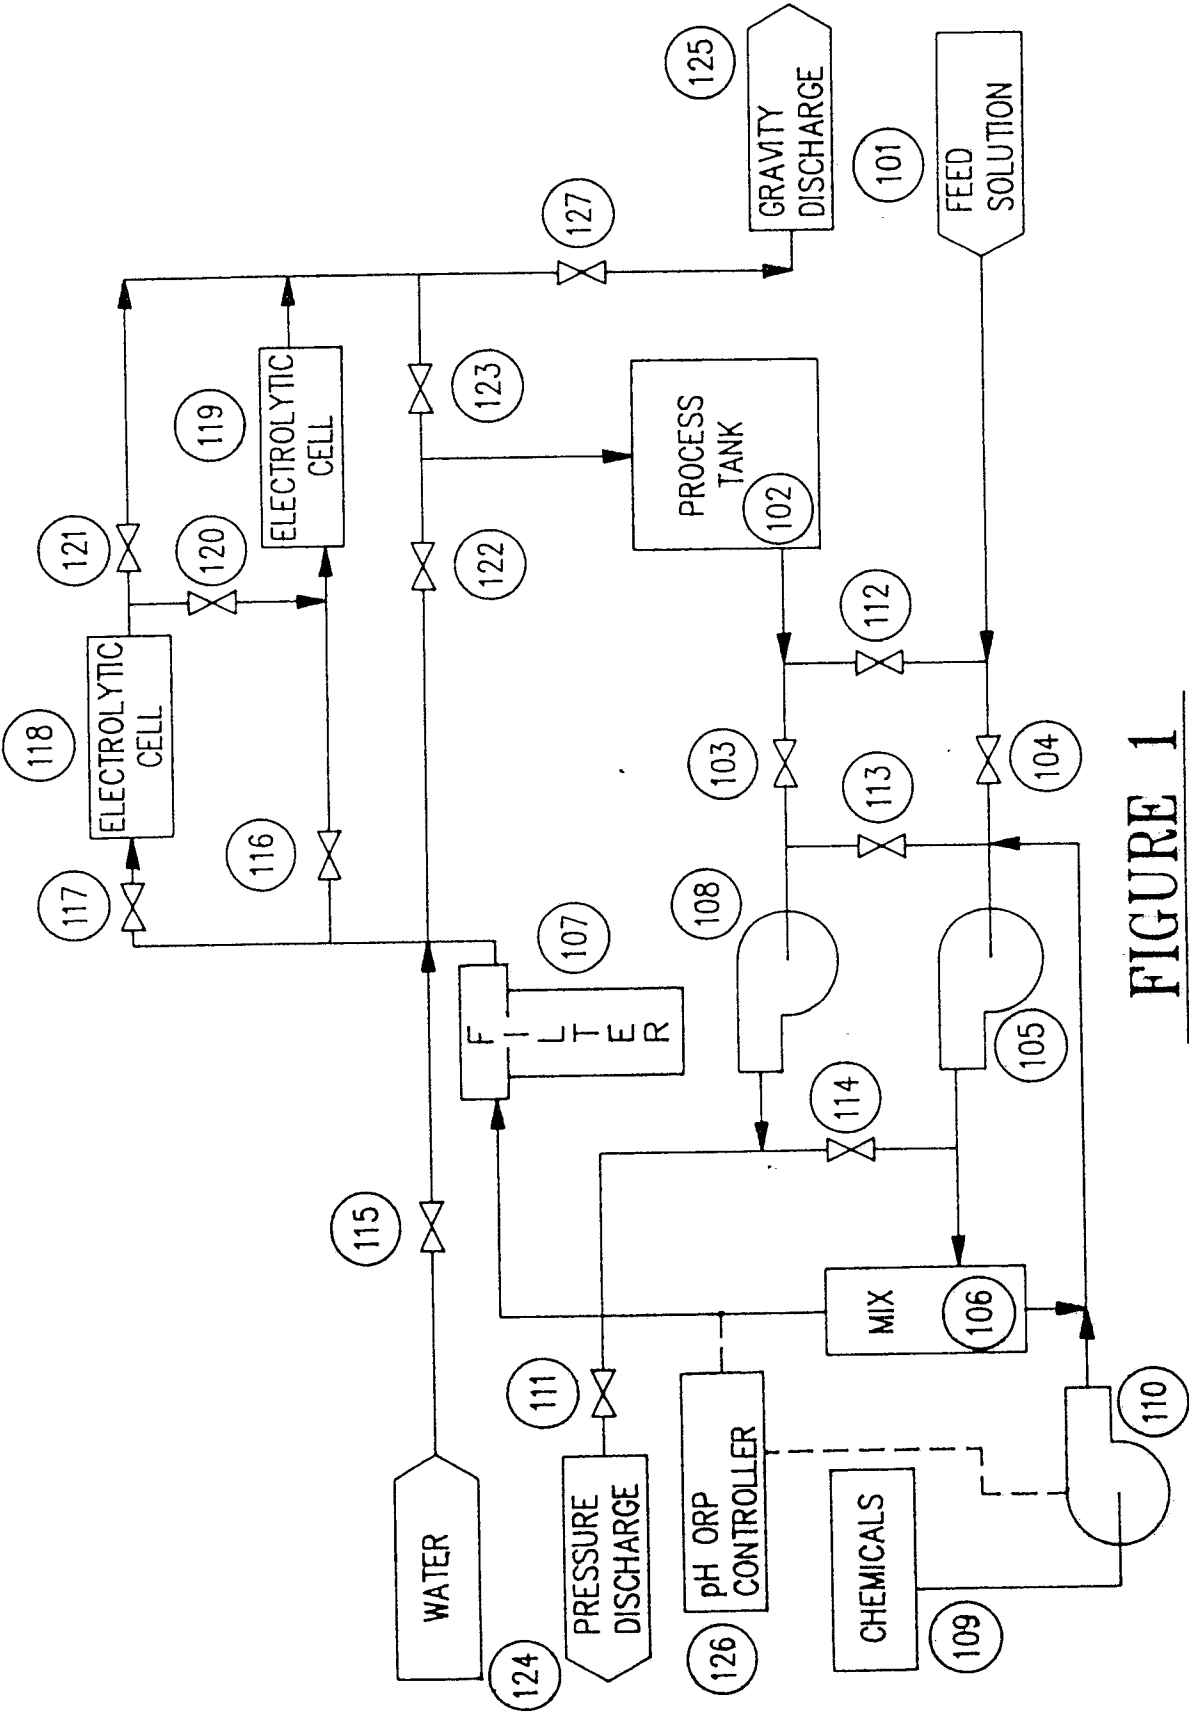 WATER
124
PRESSURE
DISCHARGE
111
pH ORP
CONTROLLER
126
CHEMICALS
109
110
MIX
106
115
FILTER
107
114
105
108
113
103
104
112
117
116
118
ELECTROLYTIC
CELL
121
120
119
ELECTROLYTIC
CELL
122
123
PROCESS
TANK
102
127
125
GRAVITY
DISCHARGE
101
FEED
SOLUTION
FIGURE 1